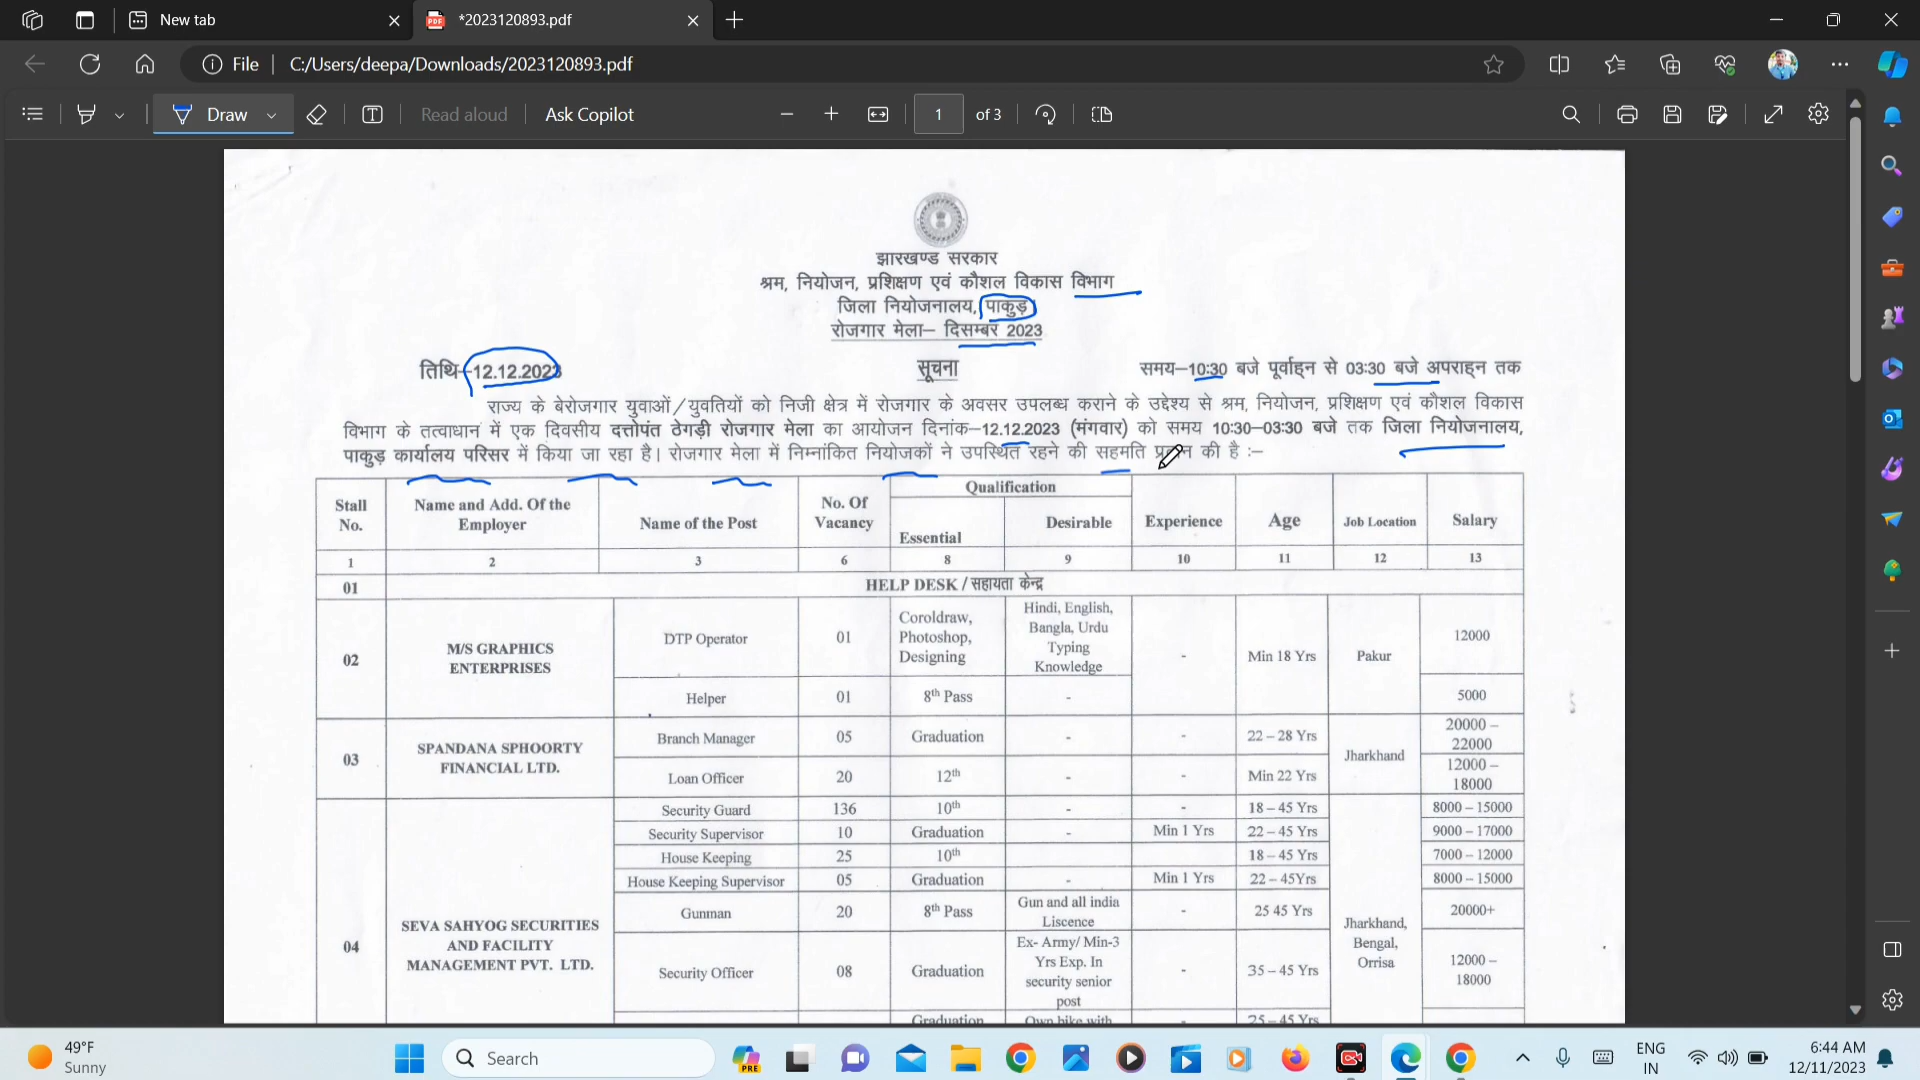 New tab
*2023120893.pdf
File
C:/Users/deepa/Downloads/2023120893.pdf
Draw
Read aloud
Ask Copilot
1 of 3
झारखण्ड सरकार
श्रम, नियोजन, प्रशिक्षण एवं कौशल विकास विभाग
जिला नियोजनालय, पाकुड़
रोजगार मेला– दिसम्बर 2023
तिथि–12.12.2023 सूचना समय–10:30 बजे पूर्वाह्न से 03:30 बजे अपराह्न तक
राज्य के बेरोजगार युवाओं/युवतियों को निजी क्षेत्र में रोजगार के अवसर उपलब्ध कराने के उद्देश्य से श्रम, नियोजन, प्रशिक्षण एवं कौशल विकास
विभाग के तत्वाधान में एक दिवसीय दत्तोपंत ठेगड़ी रोजगार मेला का आयोजन दिनांक–12.12.2023 (मंगवार) को समय 10:30–03:30 बजे तक जिला नियोजनालय,
पाकुड़ कार्यालय परिसर में किया जा रहा है। रोजगार मेला में निम्नांकित नियोजकों ने उपस्थित रहने की सहमति की है :–
Stall No. Name and Add. Of the Employer Name of the Post No. Of Vacancy Qualification Essential Desirable Experience Age Job Location Salary
1 2 3 6 8 9 10 11 12 13
01 HELP DESK / सहायता केन्द्र
02 M/S GRAPHICS ENTERPRISES DTP Operator 01 Coroldraw, Photoshop, Designing Hindi, English, Bangla, Urdu Typing Knowledge - Min 18 Yrs Pakur 12000
Helper 01 8th Pass - 5000
03 SPANDANA SPHOORTY FINANCIAL LTD. Branch Manager 05 Graduation - - 22 – 28 Yrs Jharkhand 20000 – 22000
Loan Officer 20 12th - - Min 22 Yrs 12000 – 18000
04 SEVA SAHYOG SECURITIES AND FACILITY MANAGEMENT PVT. LTD. Security Guard 136 10th - - 18 – 45 Yrs Jharkhand, Bengal, Orrisa 8000 – 15000
Security Supervisor 10 Graduation - Min 1 Yrs 22 – 45 Yrs 9000 – 17000
House Keeping 25 10th 18 – 45 Yrs 7000 – 12000
House Keeping Supervisor 05 Graduation - Min 1 Yrs 22 – 45Yrs 8000 – 15000
Gunman 20 8th Pass Gun and all india Liscence - 25 45 Yrs 20000+
Security Officer 08 Graduation Ex- Army/ Min-3 Yrs Exp. In security senior post - 35 – 45 Yrs 12000 – 18000
Graduation Own bike with 25 – 45 Yrs
49°F
Sunny
Search
PRE
ENG
IN
6:44 AM
12/11/2023